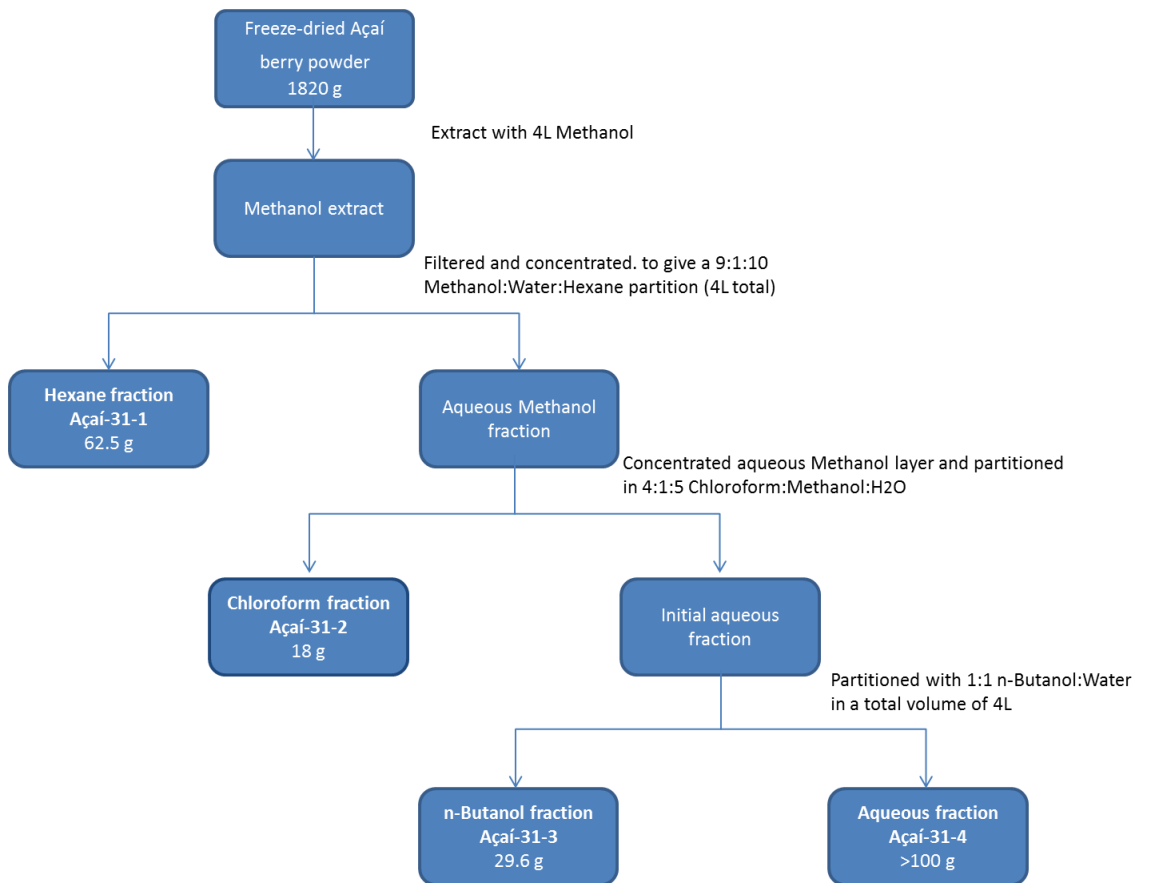 Freeze-dried Açaí
berry powder
1820 g
Extract with 4L Methanol
Methanol extract
Filtered and concentrated. to give a 9:1:10
Methanol:Water:Hexane partition (4L total)
Hexane fraction
Açaí-31-1
62.5 g
Aqueous Methanol
fraction
Concentrated aqueous Methanol layer and partitioned
in 4:1:5 Chloroform:Methanol:H2O
Chloroform fraction
Açaí-31-2
18 g
Initial aqueous
fraction
Partitioned with 1:1 n-Butanol:Water
in a total volume of 4L
n-Butanol fraction
Açaí-31-3
29.6 g
Aqueous fraction
Açaí-31-4
>100 g